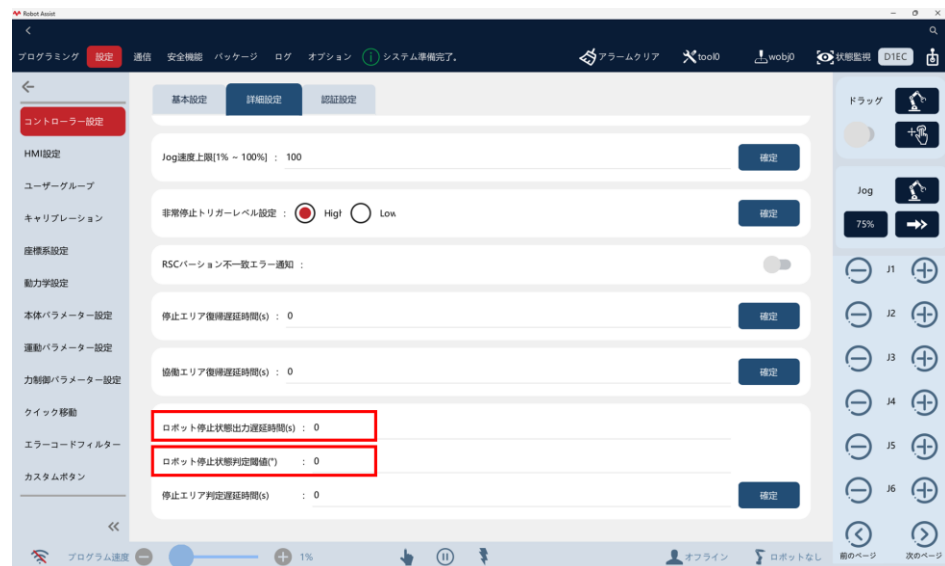 Robot Assist
プログラミング 設定 通信 安全機能 パッケージ ログ オプション システム準備完了. アラームクリア tool0 wobj0 状態監視 D1EC
コントローラー設定
HMI設定
ユーザーグループ
キャリブレーション
座標系設定
動力学設定
本体パラメーター設定
運動パラメーター設定
力制御パラメーター設定
クイック移動
エラーコードフィルター
カスタムボタン
基本設定 詳細設定 認証設定
Jog速度上限[1% ~ 100%] : 100 確定
非常停止トリガーレベル設定 : High Low 確定
RSCバーション不一致エラー通知 :
停止エリア復帰遅延時間(s) : 0 確定
協働エリア復帰遅延時間(s) : 0 確定
ロボット停止状態出力遅延時間(s) : 0
ロボット停止状態判定閾値(°) : 0
停止エリア判定遅延時間(s) : 0 確定
ドラッグ
Jog
75%
J1
J2
J3
J4
J5
J6
前のページ 次のページ
プログラム速度 1% オフライン ロボットなし